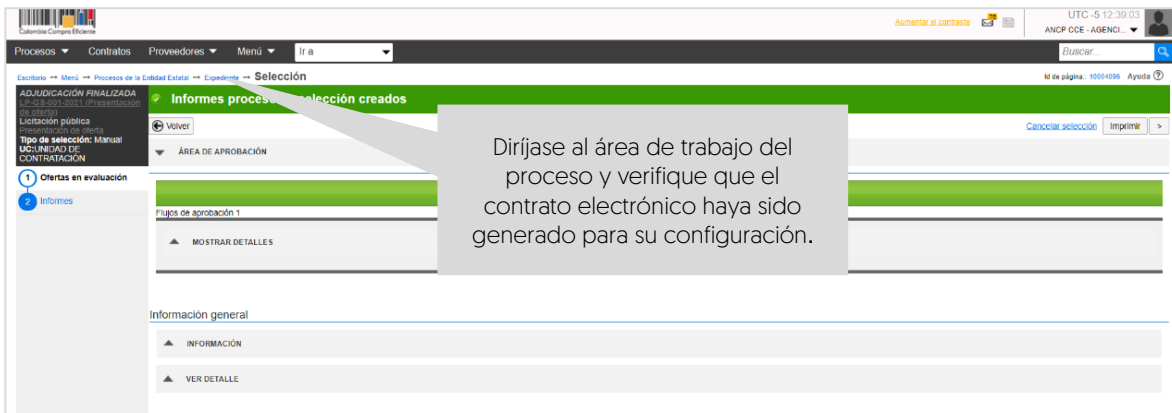 Colombia Compra Eficiente
Aumentar el contraste
UTC -5 12:39:03
ANCP CCE - AGENCI...
Procesos Contratos Proveedores Menú Ir a
Buscar...
Escritorio → Menú → Procesos de la Entidad Estatal → Expediente → Selección
Id de página:: 10004096 Ayuda
ADJUDICACIÓN FINALIZADA
LP-GS-001-2021 (Presentación
de oferta)
Licitación pública
Presentación de oferta
Tipo de selección: Manual
UC:UNIDAD DE
CONTRATACIÓN
1 Ofertas en evaluación
2 Informes
Informes proceso selección creados
Volver
Cancelar selección Imprimir >
ÁREA DE APROBACIÓN
Diríjase al área de trabajo del
proceso y verifique que el
contrato electrónico haya sido
generado para su configuración.
Flujos de aprobación 1
MOSTRAR DETALLES
Información general
INFORMACIÓN
VER DETALLE